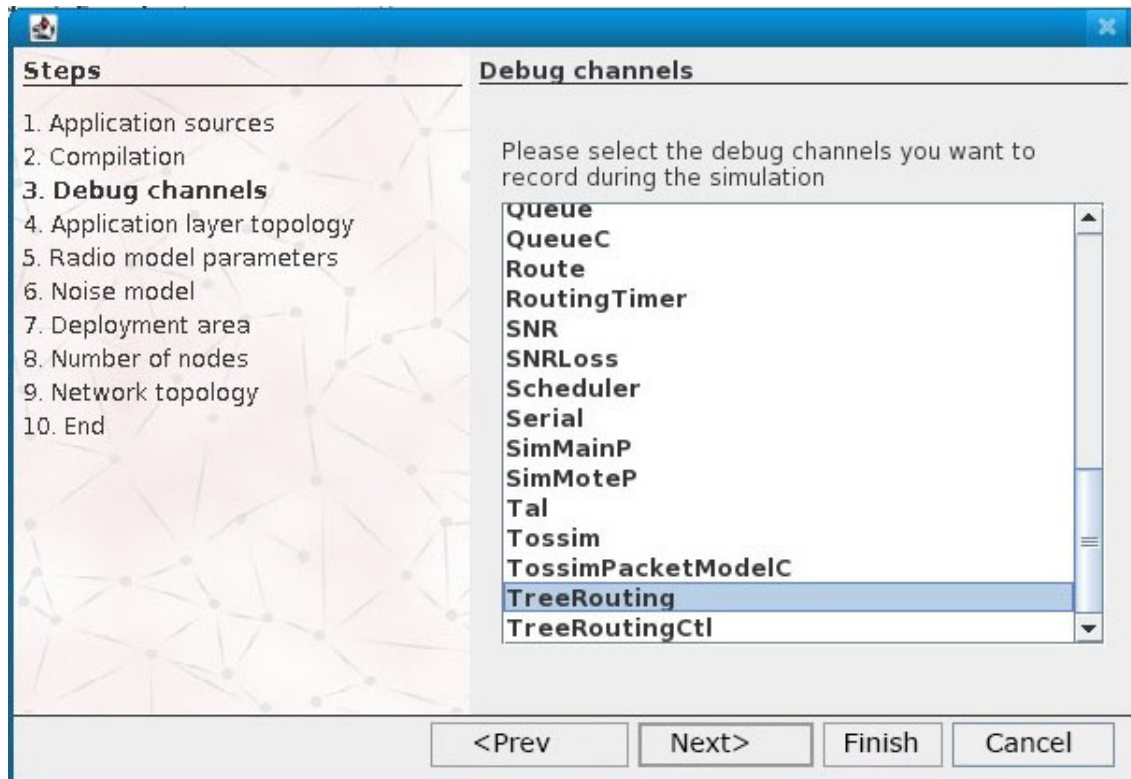 Steps
1. Application sources
2. Compilation
3. Debug channels
4. Application layer topology
5. Radio model parameters
6. Noise model
7. Deployment area
8. Number of nodes
9. Network topology
10. End
Debug channels
Please select the debug channels you want to
record during the simulation
Queue
QueueC
Route
RoutingTimer
SNR
SNRLoss
Scheduler
Serial
SimMainP
SimMoteP
Tal
Tossim
TossimPacketModelC
TreeRouting
TreeRoutingCtl
<Prev
Next>
Finish
Cancel